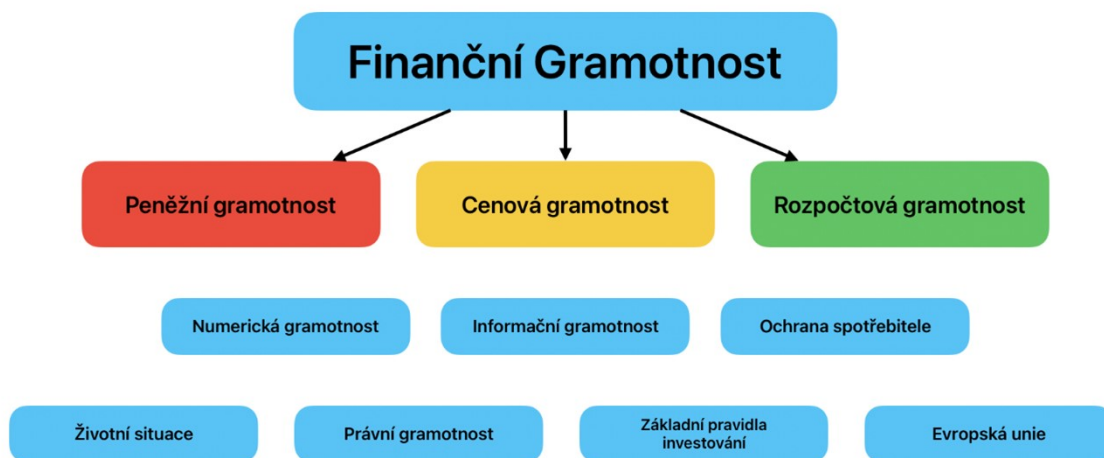 Finanční Gramotnost
Peněžní gramotnost
Cenová gramotnost
Rozpočtová gramotnost
Numerická gramotnost
Informační gramotnost
Ochrana spotřebitele
Životní situace
Právní gramotnost
Základní pravidla
investování
Evropská unie